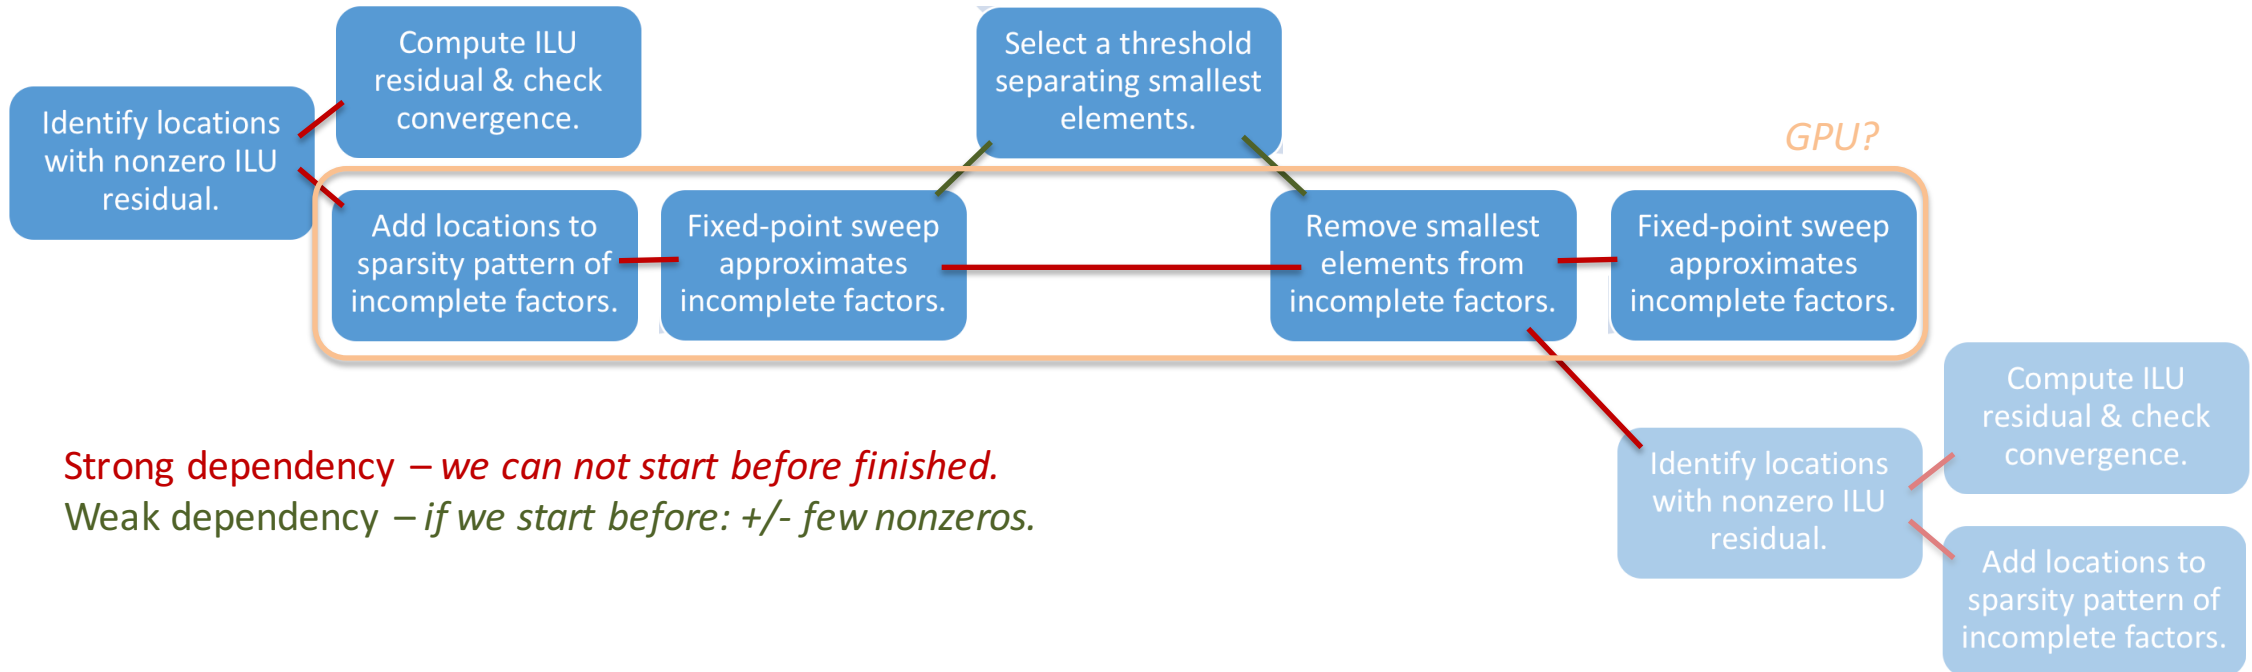 Identify locations
with nonzero ILU
residual.
Compute ILU
residual & check
convergence.
Add locations to
sparsity pattern of
incomplete factors.
Fixed-point sweep
approximates
incomplete factors.
Select a threshold
separating smallest
elements.
Remove smallest
elements from
incomplete factors.
GPU?
Fixed-point sweep
approximates
incomplete factors.
Identify locations
with nonzero ILU
residual.
Compute ILU
residual & check
convergence.
Add locations to
sparsity pattern of
incomplete factors.
Strong dependency – we can not start before finished.
Weak dependency – if we start before: +/- few nonzeros.